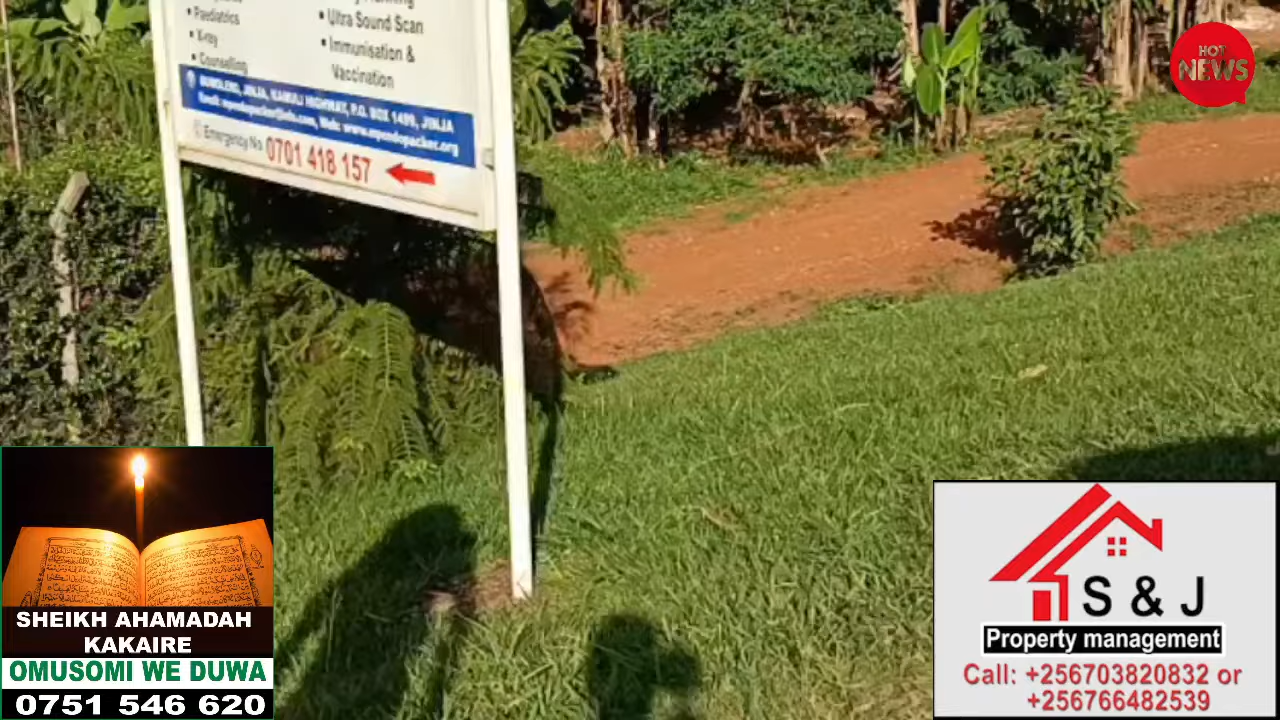 • Paediatrics
• X-ray
• Counselling
• Ultra Sound Scan
• Immunisation &
Vaccination
BUWOLERO, JINJA, KAMULI HIGHWAY, P.O. BOX 1499, JINJA
www.mpendopacker.org
Emergency No. 0701 418 157
HOT
NEWS
SHEIKH AHAMADAH
KAKAIRE
OMUSOMI WE DUWA
0751 546 620
S & J
Property management
Call: +256703820832 or
+256766482539